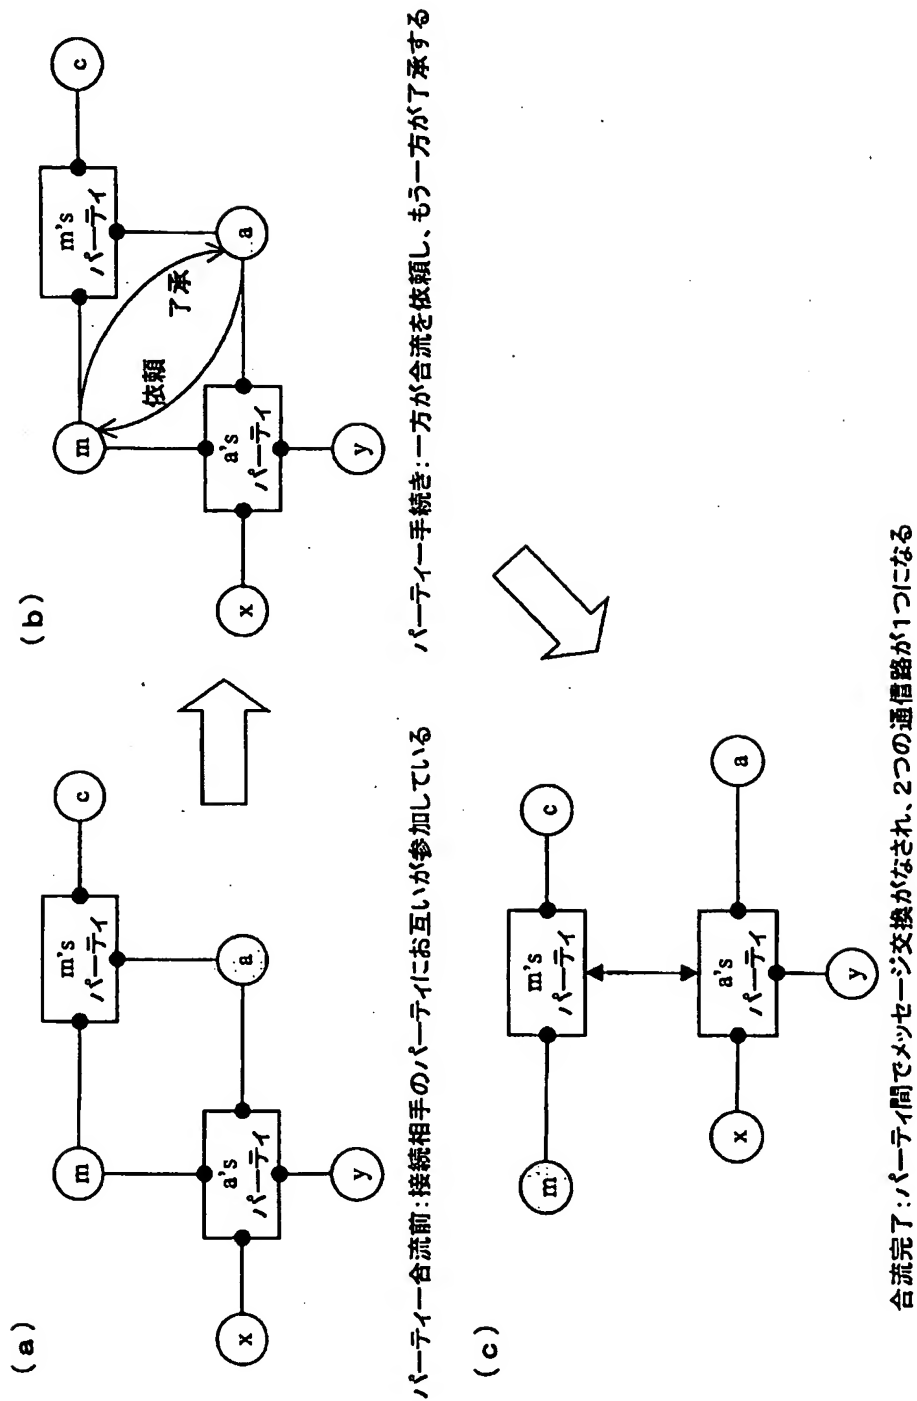 (a)
c
m's
パーティ
m
a
a's
パーティ
x
y
パーティー合流前:接続相手のパーティにお互いが参加している
(b)
c
m's
パーティ
m
了承
依頼
a
a's
パーティ
x
y
パーティー手続き:一方が合流を依頼し、もう一方が了承する
(c)
m
m's
パーティ
c
a's
パーティ
a
x
y
合流完了:パーティ間でメッセージ交換がなされ、2つの通信路が1つになる